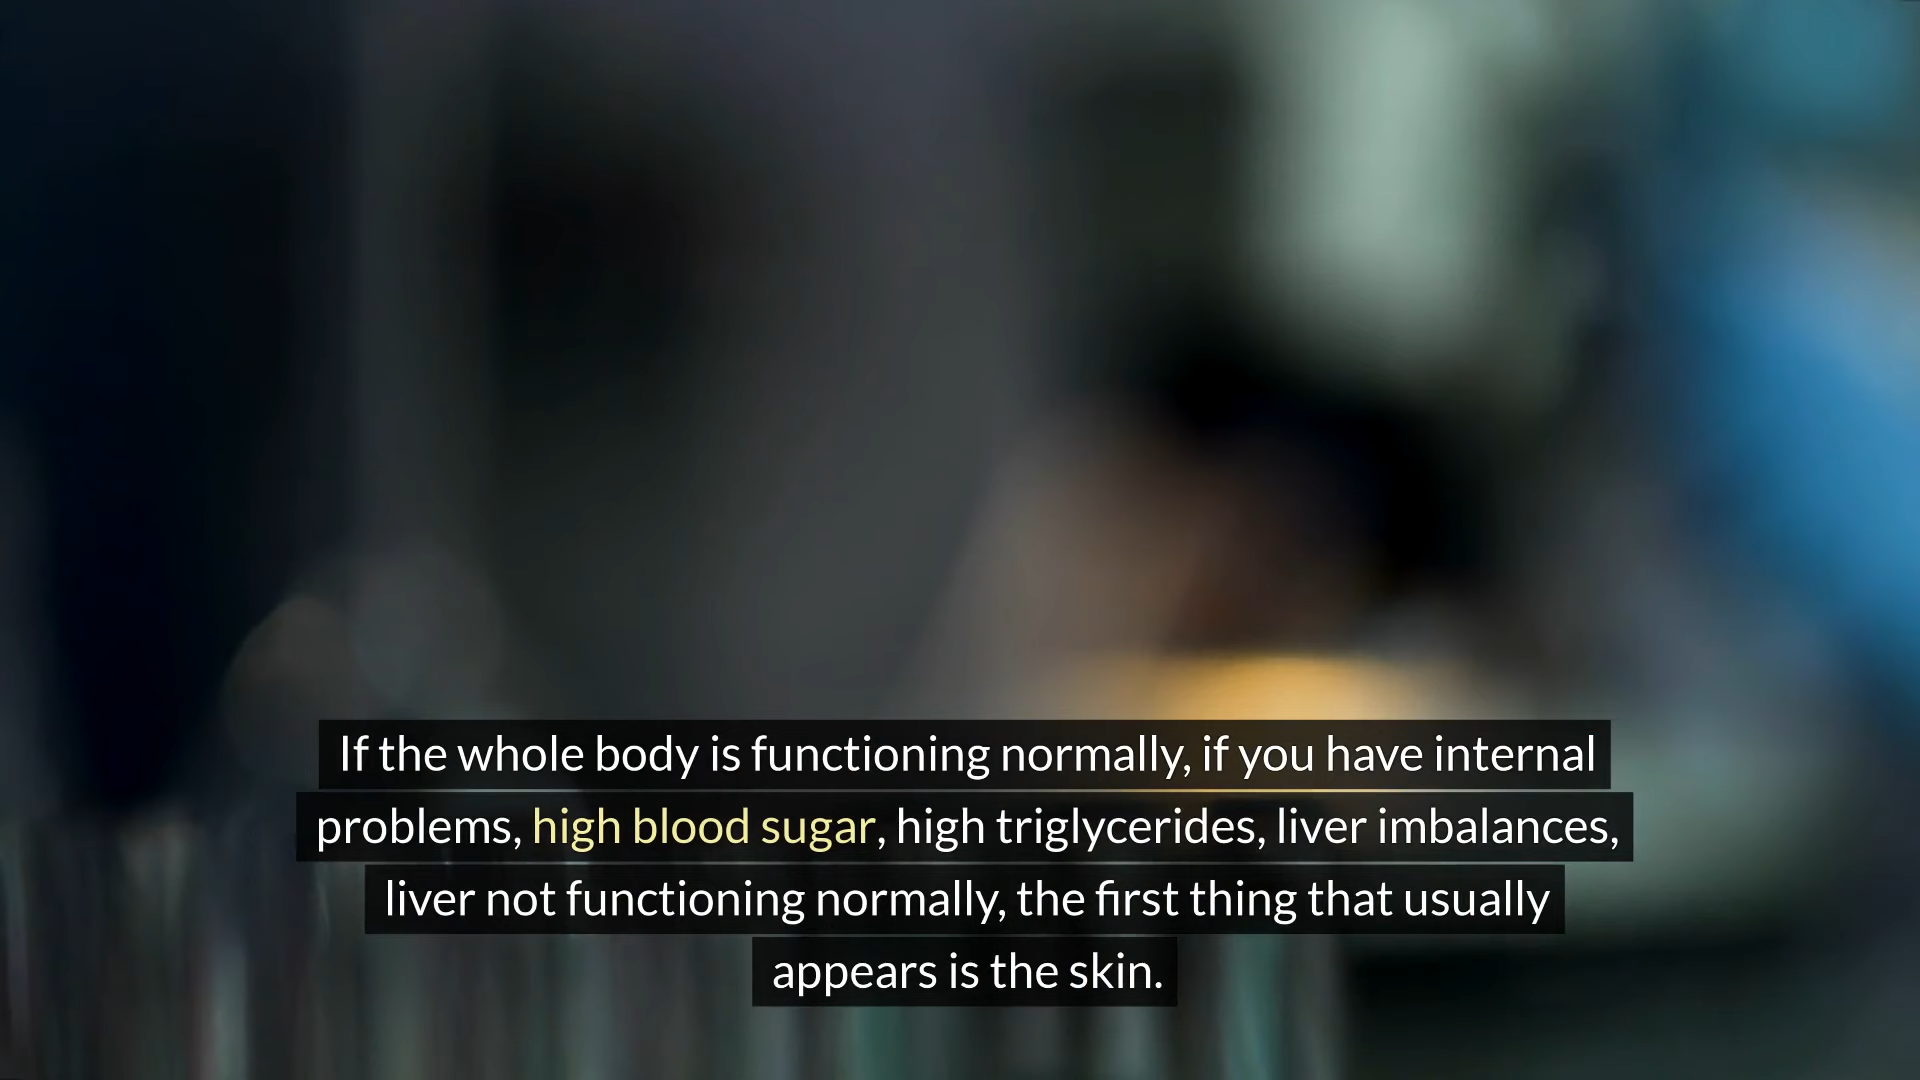 If the whole body is functioning normally, if you have internal
problems, high blood sugar, high triglycerides, liver imbalances,
liver not functioning normally, the first thing that usually
appears is the skin.